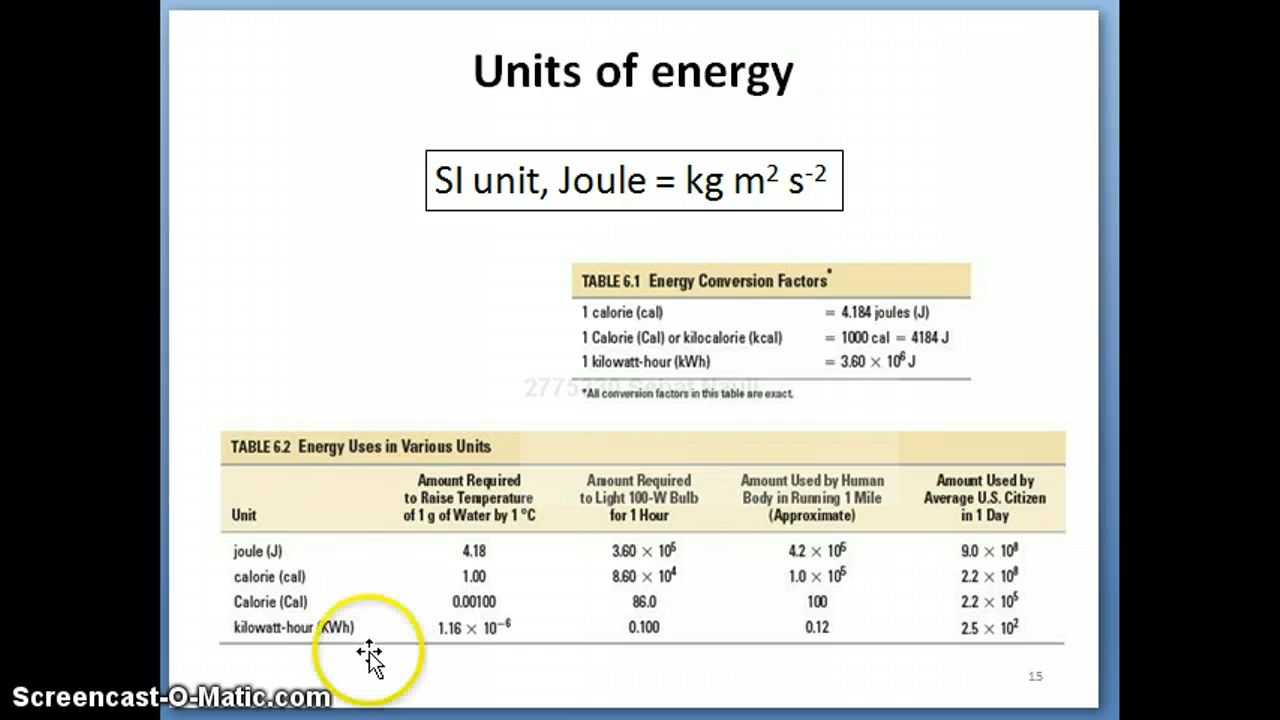 Units of energy
SI unit, Joule = kg m² s⁻²
TABLE 6.1 Energy Conversion Factors*
1 calorie (cal) = 4.184 joules (J)
1 Calorie (Cal) or kilocalorie (kcal) = 1000 cal = 4184 J
1 kilowatt-hour (kWh) = 3.60 × 10⁶ J
*All conversion factors in this table are exact.
TABLE 6.2 Energy Uses in Various Units
Unit
Amount Required
to Raise Temperature
of 1 g of Water by 1 °C
Amount Required
to Light 100-W Bulb
for 1 Hour
Amount Used by Human
Body in Running 1 Mile
(Approximate)
Amount Used by
Average U.S. Citizen
in 1 Day
joule (J) 4.18 3.60 × 10⁵ 4.2 × 10⁵ 9.0 × 10⁸
calorie (cal) 1.00 8.60 × 10⁴ 1.0 × 10⁵ 2.2 × 10⁸
Calorie (Cal) 0.00100 86.0 100 2.2 × 10⁵
kilowatt-hour (kWh) 1.16 × 10⁻⁶ 0.100 0.12 2.5 × 10²
15
Screencast-O-Matic.com